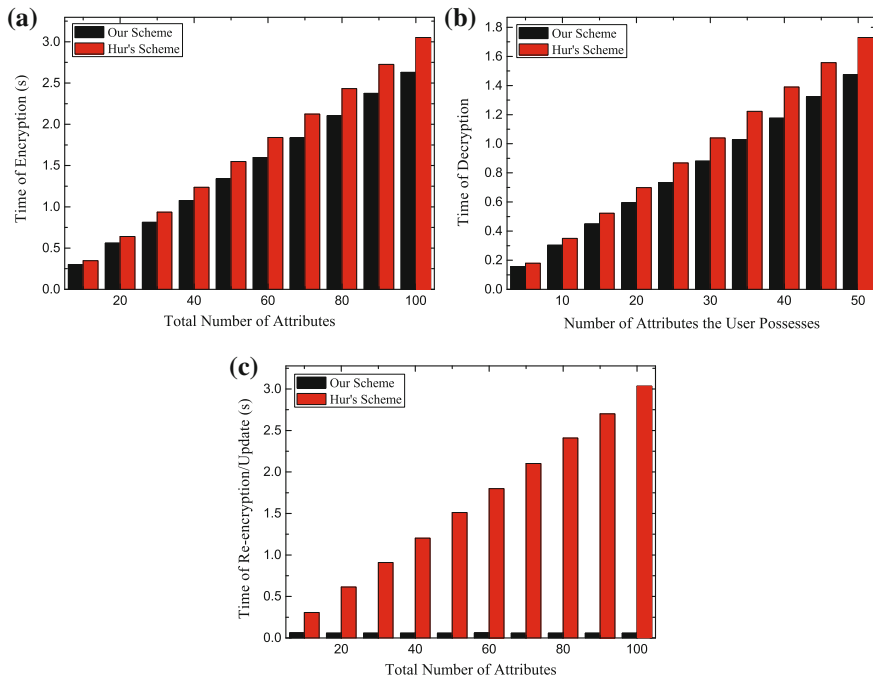 (a)
Our Scheme
Hur's Scheme
Time of Encryption (s)
3.0
2.5
2.0
1.5
1.0
0.5
0.0
20 40 60 80 100
Total Number of Attributes
(b)
Our Scheme
Hur's Scheme
Time of Decryption
1.8
1.6
1.4
1.2
1.0
0.8
0.6
0.4
0.2
0.0
10 20 30 40 50
Number of Attributes the User Possesses
(c)
Our Scheme
Hur's Scheme
Time of Re-encryption/Update (s)
3.0
2.5
2.0
1.5
1.0
0.5
0.0
20 40 60 80 100
Total Number of Attributes